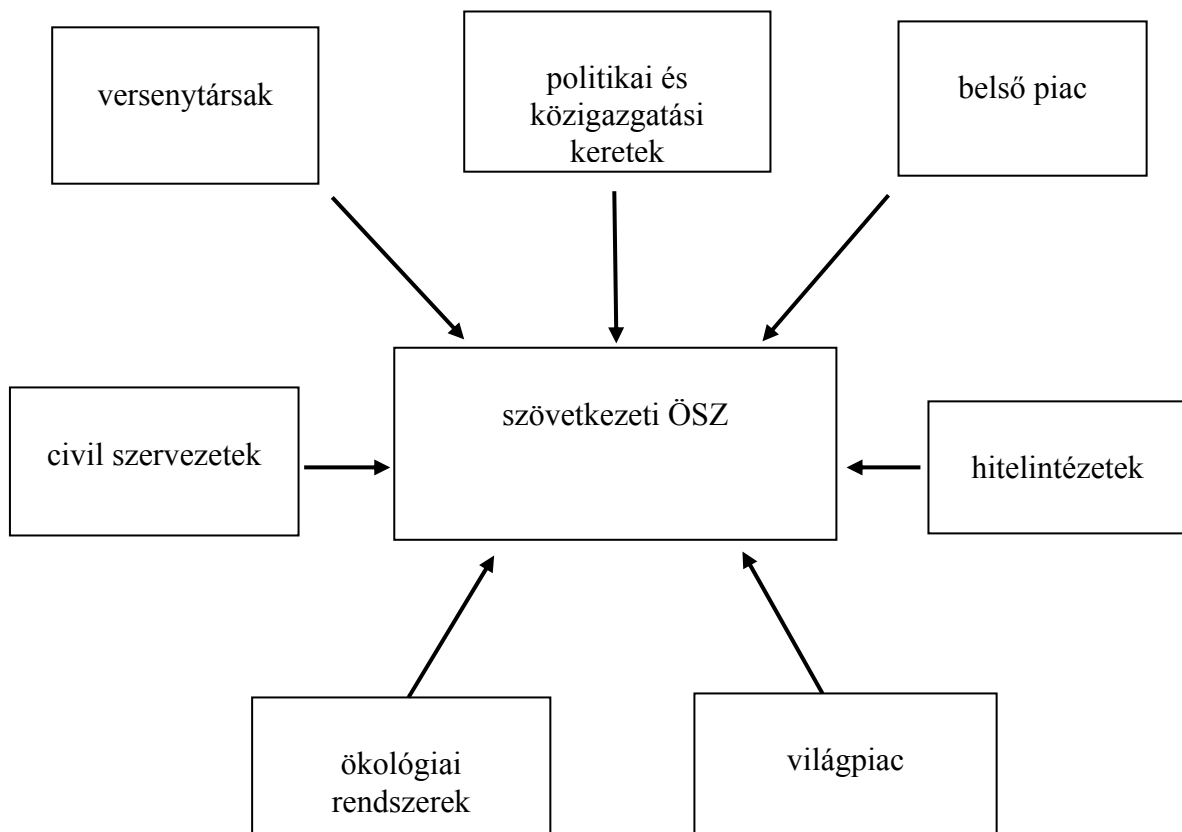 versenytársak
politikai és
közigazgatási
keretek
belső piac
civil szervezetek
szövetkezeti ÖSZ
hitelintézetek
ökológiai
rendszerek
világpiac